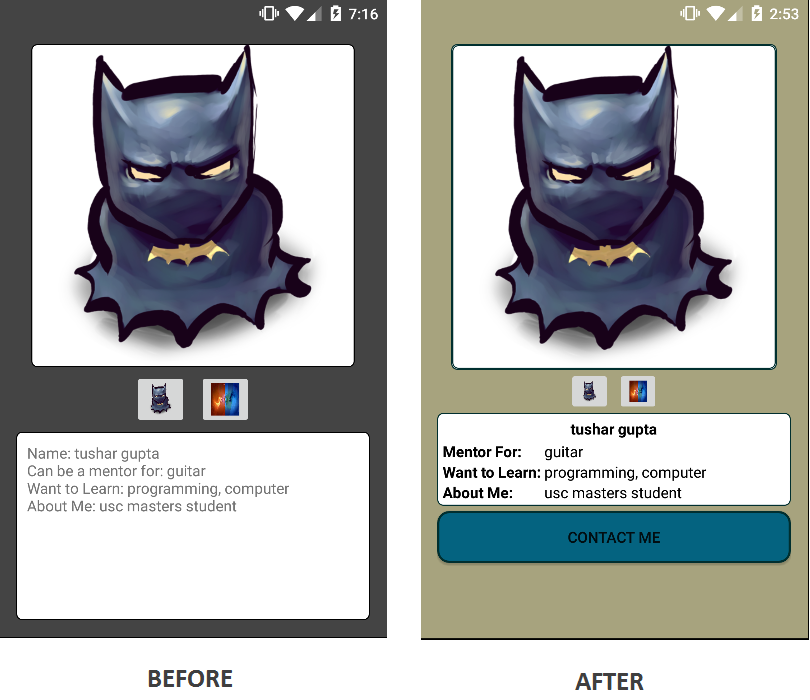 7:16
Name: tushar gupta
Can be a mentor for: guitar
Want to Learn: programming, computer
About Me: usc masters student
BEFORE
2:53
tushar gupta
Mentor For: guitar
Want to Learn: programming, computer
About Me: usc masters student
CONTACT ME
AFTER